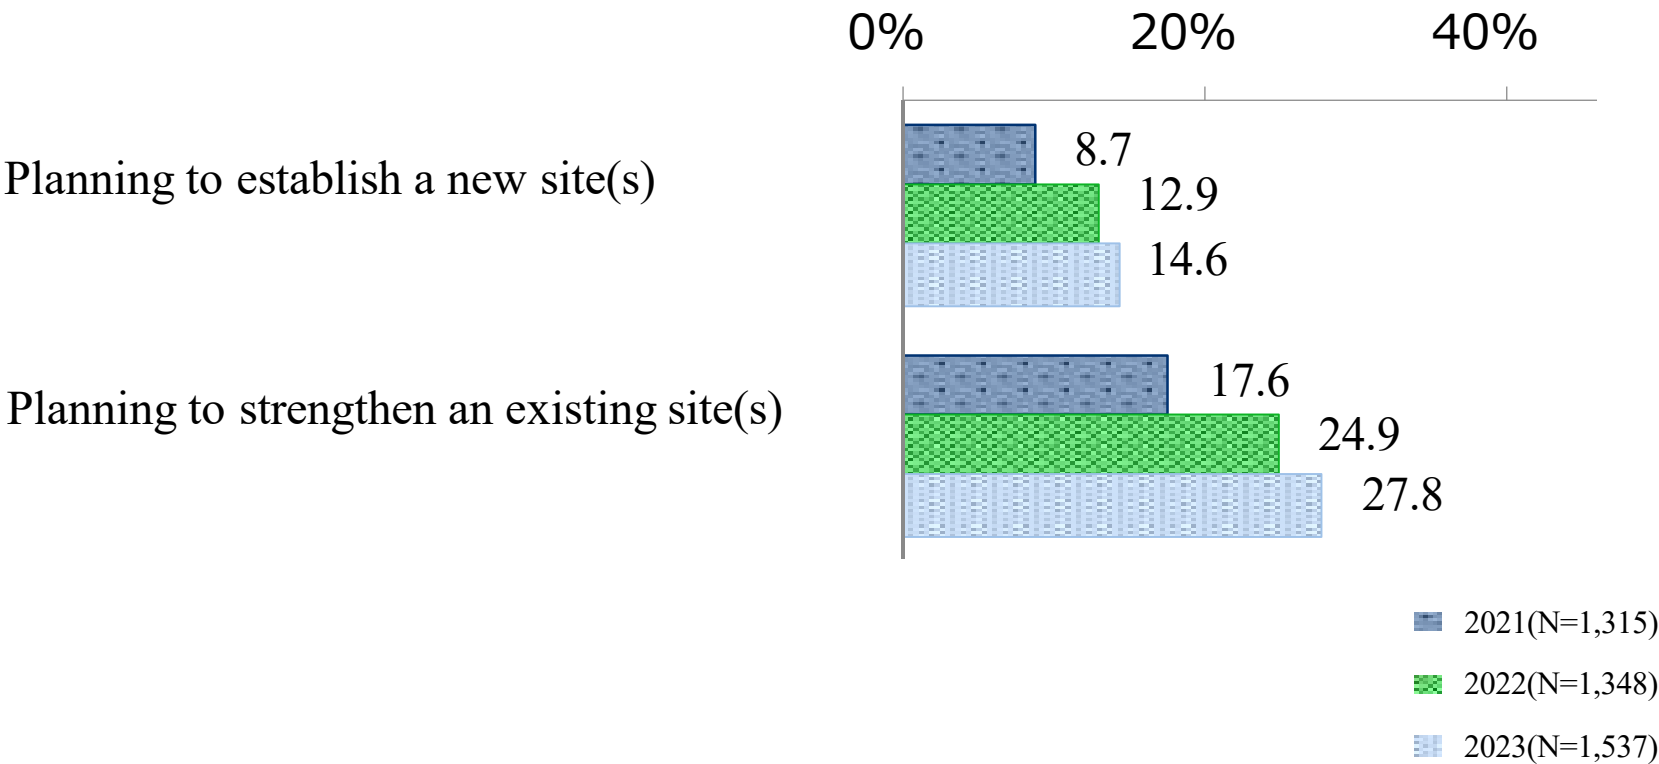 0% 20% 40%
Planning to establish a new site(s)
8.7
12.9
14.6
Planning to strengthen an existing site(s)
17.6
24.9
27.8
2021(N=1,315)
2022(N=1,348)
2023(N=1,537)